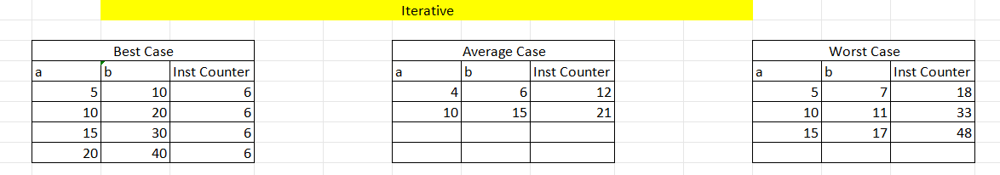 Iterative
Best Case Average Case Worst Case
a b Inst Counter a b Inst Counter a b Inst Counter
5 10 6 4 6 12 5 7 18
10 20 6 10 15 21 10 11 33
15 30 6 15 17 48
20 40 6